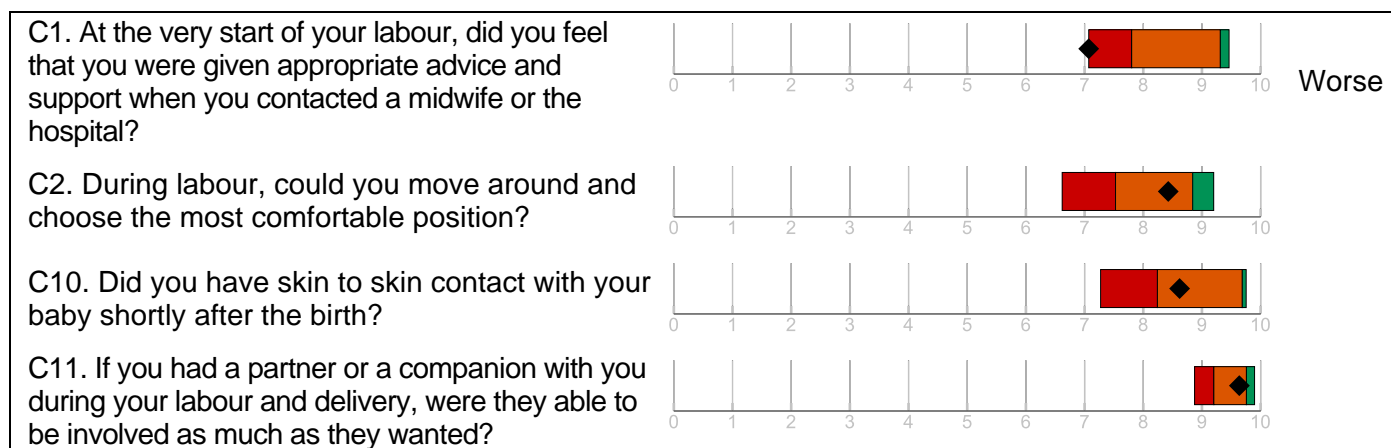 C1. At the very start of your labour, did you feel
that you were given appropriate advice and
support when you contacted a midwife or the
hospital?
0 1 2 3 4 5 6 7 8 9 10
Worse
C2. During labour, could you move around and
choose the most comfortable position?
0 1 2 3 4 5 6 7 8 9 10
C10. Did you have skin to skin contact with your
baby shortly after the birth?
0 1 2 3 4 5 6 7 8 9 10
C11. If you had a partner or a companion with you
during your labour and delivery, were they able to
be involved as much as they wanted?
0 1 2 3 4 5 6 7 8 9 10